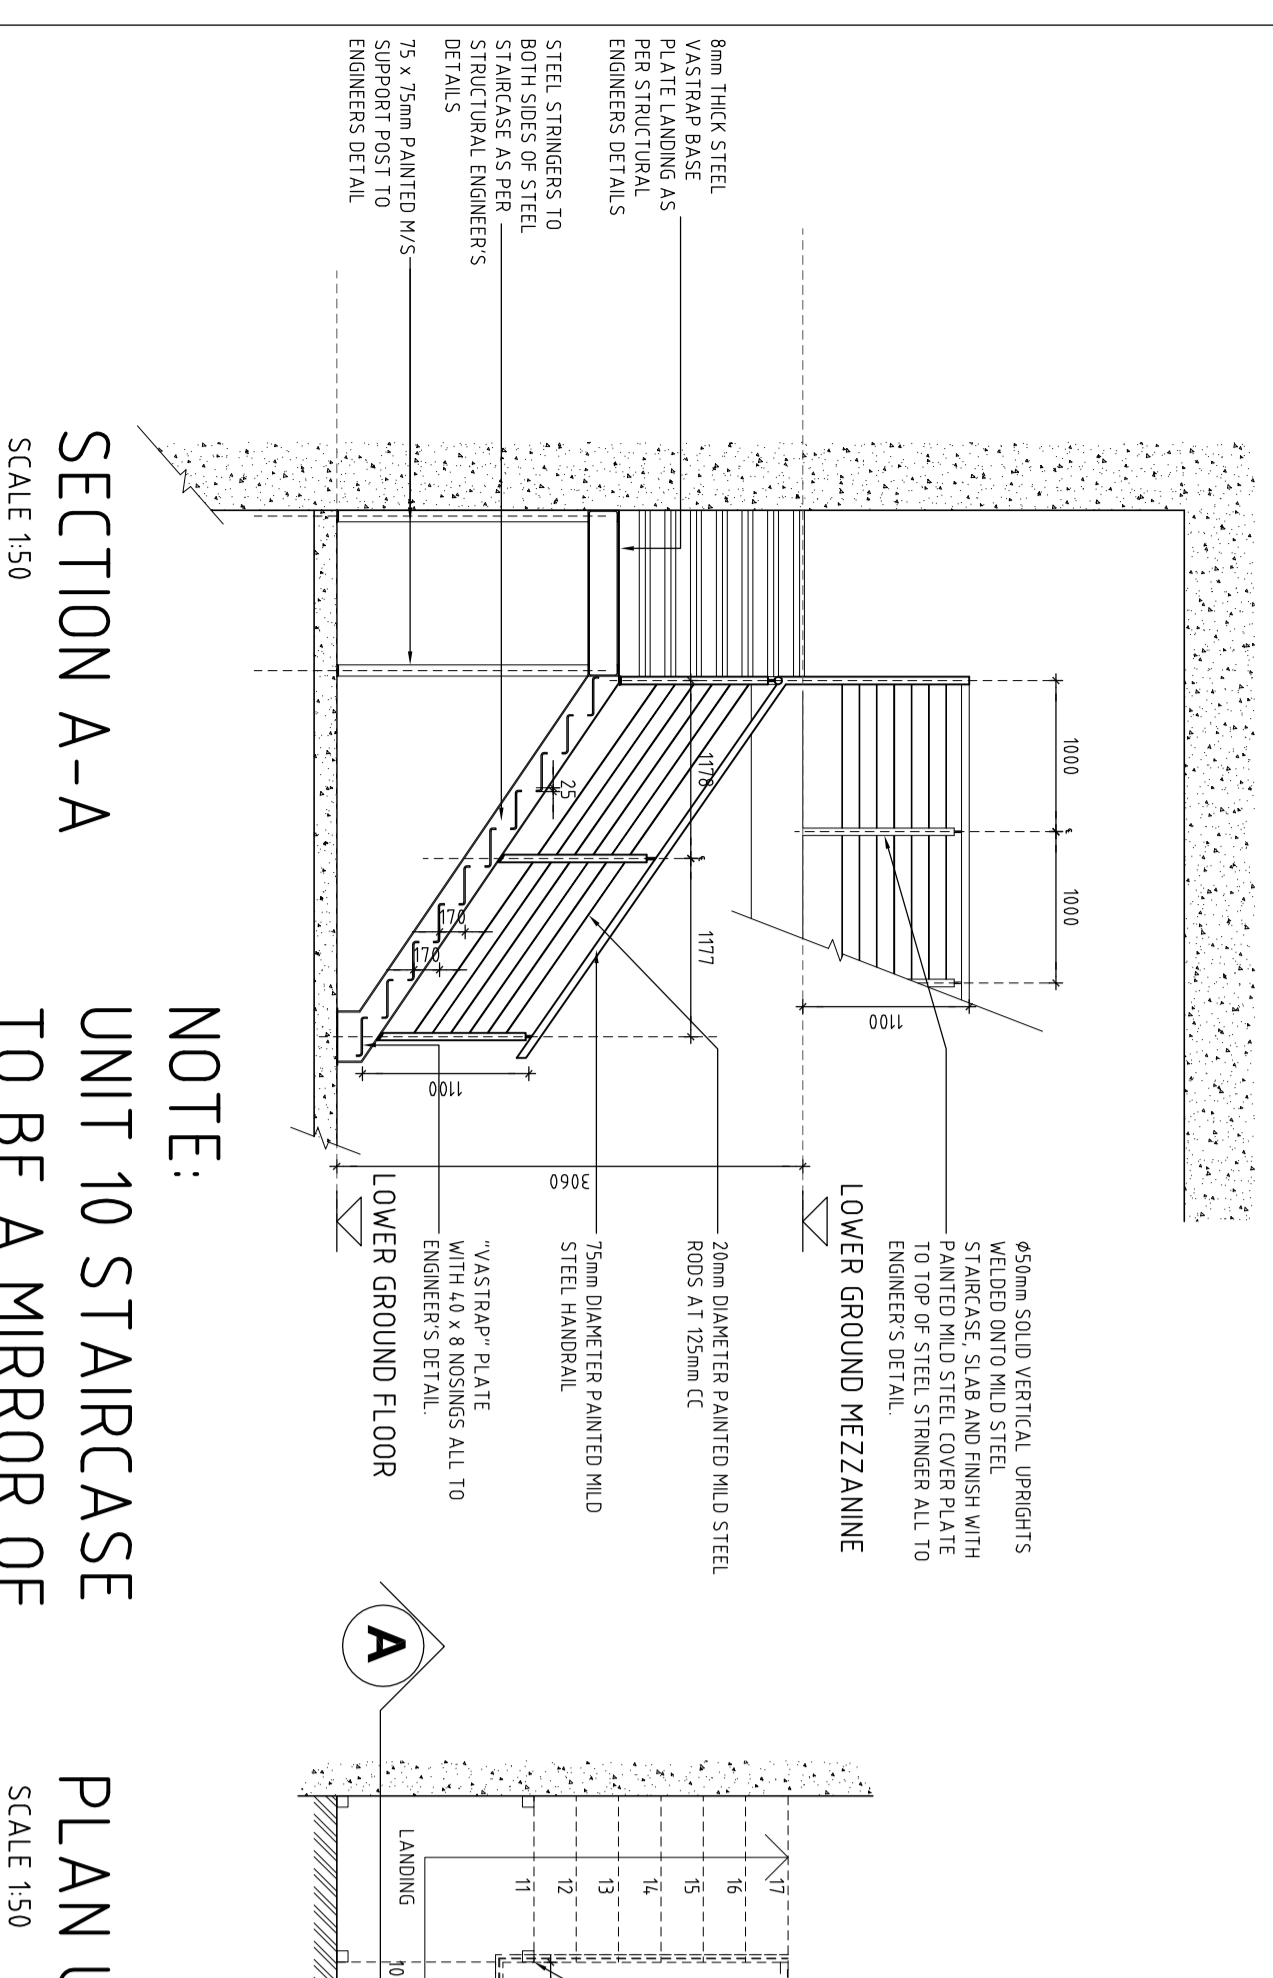 8mm THICK STEEL
VASTRAP BASE
PLATE LANDING AS
PER STRUCTURAL
ENGINEERS DETAILS
STEEL STRINGERS TO
BOTH SIDES OF STEEL
STAIRCASE AS PER
STRUCTURAL ENGINEER'S
DETAILS
75 x 75mm PAINTED M/S
SUPPORT POST TO
ENGINEERS DETAIL
1000
1000
1100
1178
1177
25
170
170
1100
3060
Ø50mm SOLID VERTICAL UPRIGHTS
WELDED ONTO MILD STEEL
STAIRCASE, SLAB AND FINISH WITH
PAINTED MILD STEEL COVER PLATE
TO TOP OF STEEL STRINGER ALL TO
ENGINEER'S DETAIL.
LOWER GROUND MEZZANINE
20mm DIAMETER PAINTED MILD STEEL
RODS AT 125mm CC
75mm DIAMETER PAINTED MILD
STEEL HANDRAIL
"VASTRAP" PLATE
WITH 40 x 8 NOSINGS ALL TO
ENGINEER'S DETAIL.
LOWER GROUND FLOOR
SECTION A-A
SCALE 1:50
NOTE:
UNIT 10 STAIRCASE
TO BE A MIRROR OF
A
17
16
15
14
13
12
11
LANDING
10
PLAN
SCALE 1:50